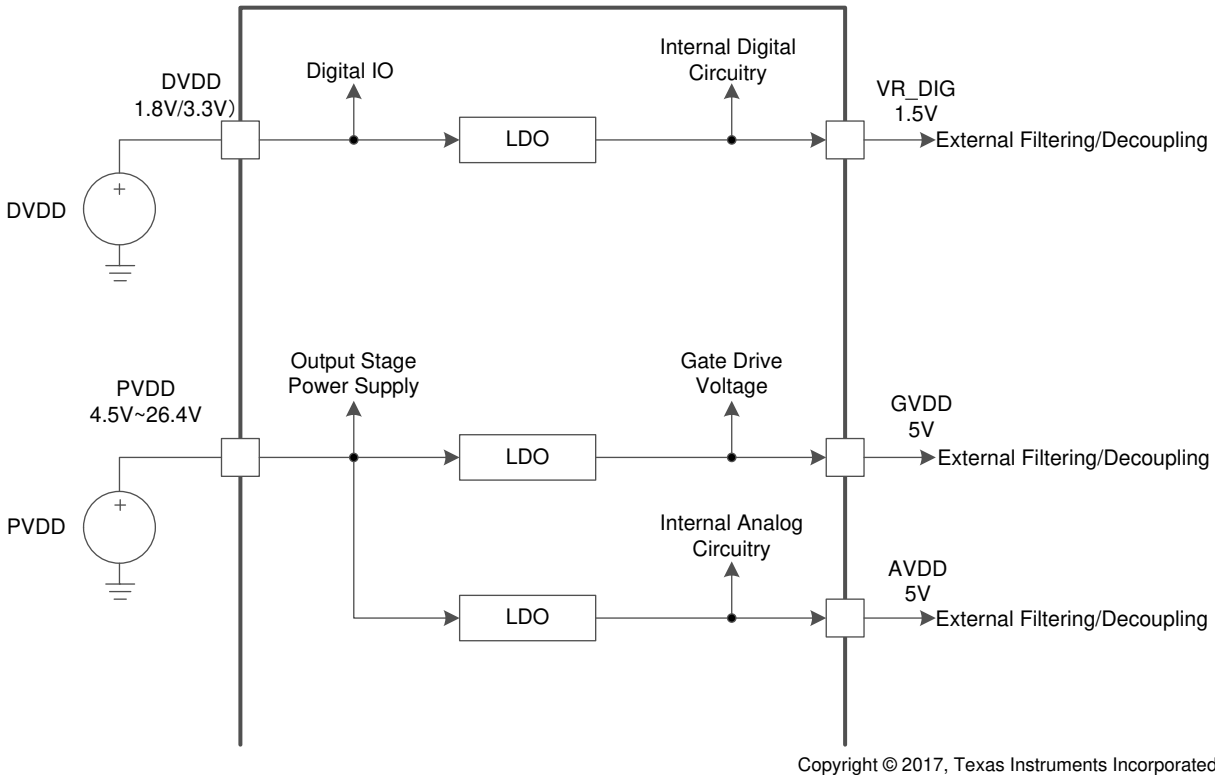 Internal Digital
Circuitry
Digital IO
DVDD
1.8V/3.3V）
VR_DIG
1.5V
LDO
External Filtering/Decoupling
DVDD
Output Stage
Power Supply
Gate Drive
Voltage
PVDD
4.5V~26.4V
GVDD
5V
LDO
External Filtering/Decoupling
PVDD
Internal Analog
Circuitry
AVDD
5V
LDO
External Filtering/Decoupling
Copyright © 2017, Texas Instruments Incorporated
+
+